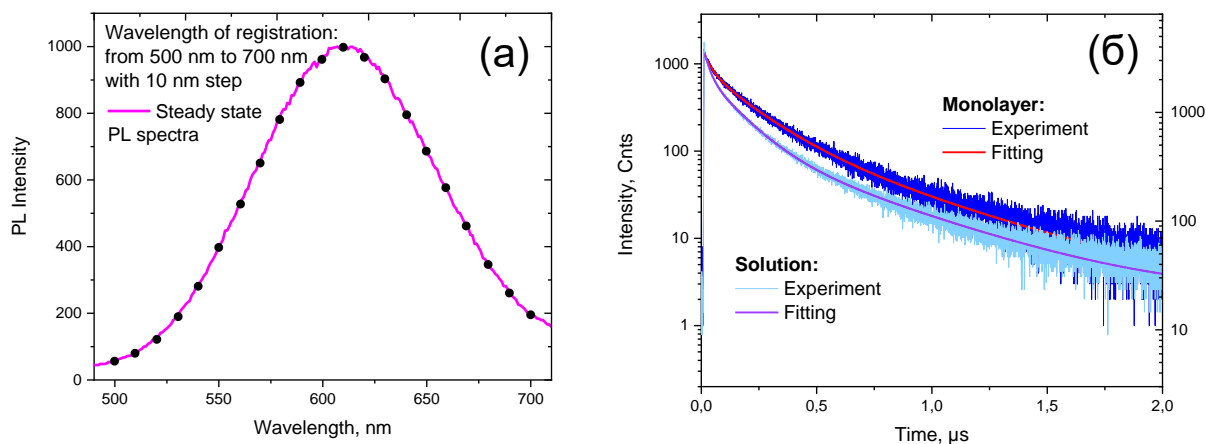 Wavelength of registration:
from 500 nm to 700 nm
with 10 nm step
Steady state
PL spectra
(a)
1000
800
600
400
200
0
PL Intensity
500
550
600
650
700
Wavelength, nm
(б)
Monolayer:
Experiment
Fitting
Solution:
Experiment
Fitting
1000
100
10
1
Intensity, Cnts
1000
100
10
0,0
0,5
1,0
1,5
2,0
Time, µs